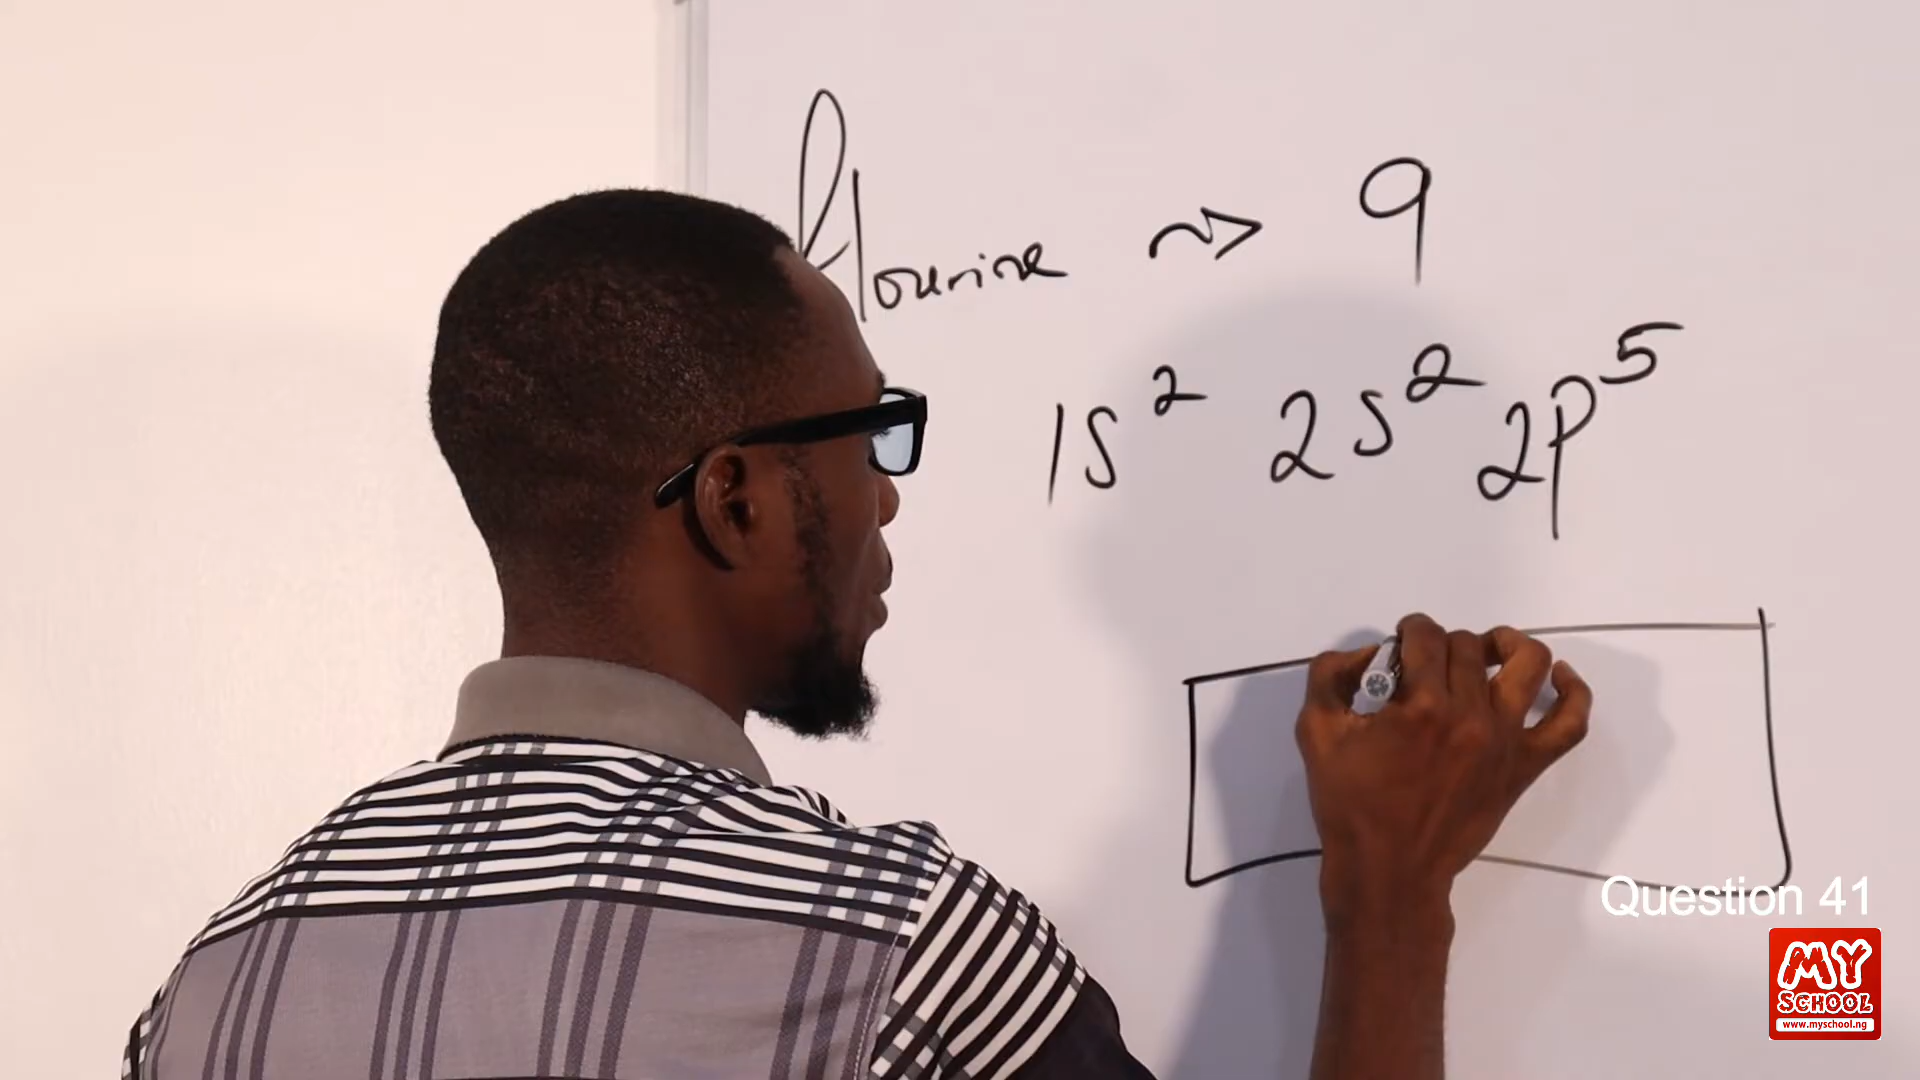 flourine ⇝ 9
1s² 2s² 2p⁵
Question 41
MY
SCHOOL
www.myschool.ng